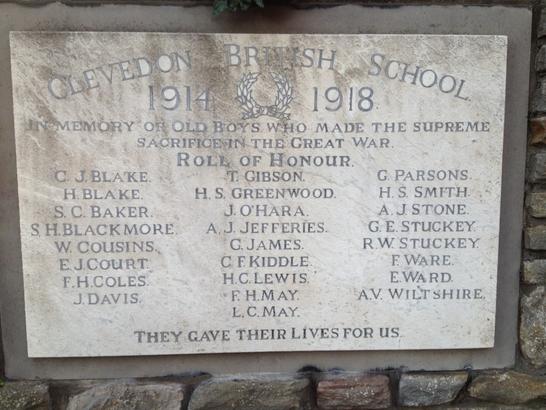 CLEVEDON BRITISH SCHOOL
1914 1918
IN MEMORY OF OLD BOYS WHO MADE THE SUPREME
SACRIFICE IN THE GREAT WAR.
ROLL OF HONOUR.
C. J. BLAKE.
H. BLAKE.
S. C. BAKER.
S. H. BLACKMORE.
W. COUSINS.
E. J. COURT.
F. H. COLES.
J. DAVIS.
T. GIBSON.
H. S. GREENWOOD.
J. O'HARA.
A. J. JEFFERIES.
G. JAMES.
C. F. KIDDLE.
H. C. LEWIS.
F. H. MAY.
L. C. MAY.
G. PARSONS.
H. S. SMITH.
A. J. STONE.
G. E. STUCKEY.
R. W. STUCKEY.
F. WARE.
E. WARD.
A. V. WILTSHIRE.
THEY GAVE THEIR LIVES FOR US.